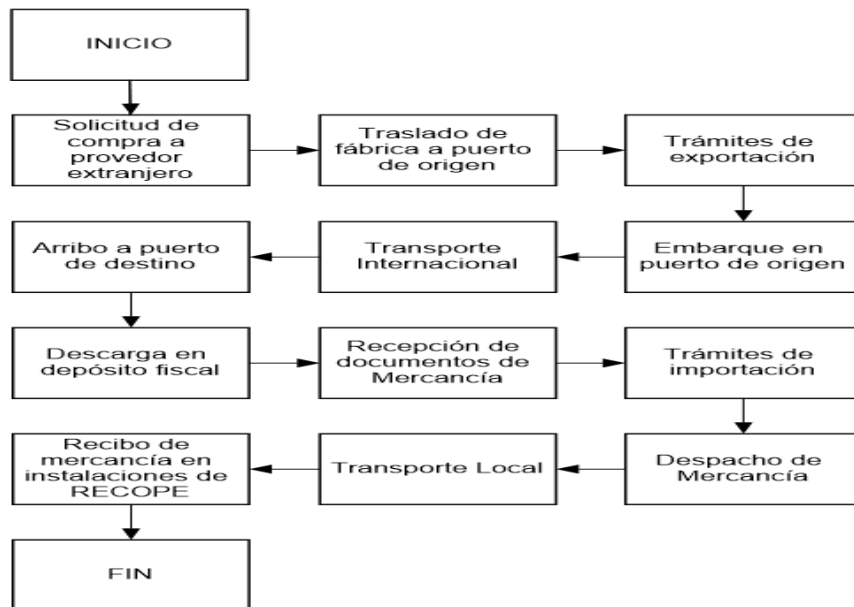 INICIO
Solicitud de
compra a
provedor
extranjero
Traslado de
fábrica a puerto
de origen
Trámites de
exportación
Embarque en
puerto de origen
Transporte
Internacional
Arribo a puerto
de destino
Descarga en
depósito fiscal
Recepción de
documentos de
Mercancía
Trámites de
importación
Despacho de
Mercancía
Transporte Local
Recibo de
mercancía en
instalaciones de
RECOPE
FIN